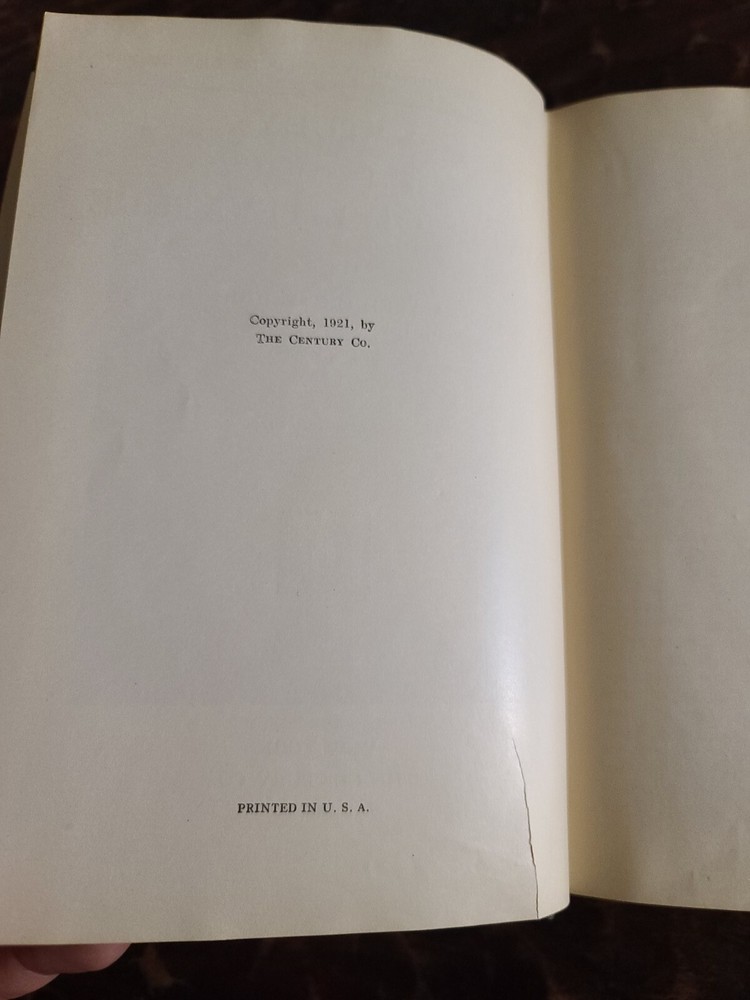 Copyright, 1921, by
THE CENTURY CO.
PRINTED IN U. S. A.